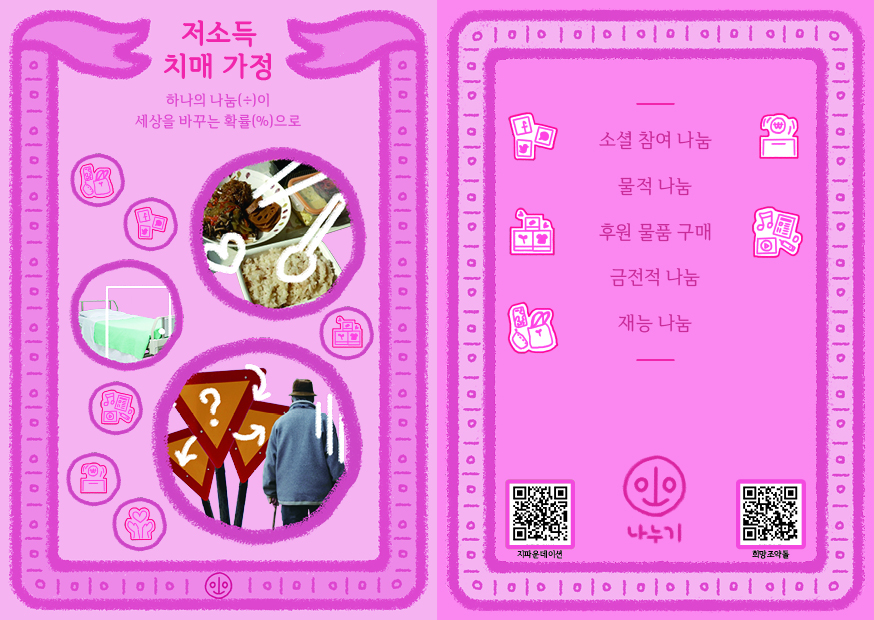 저소득
치매 가정
하나의 나눔(÷)이
세상을 바꾸는 확률(%)으로
?
소셜 참여 나눔
물적 나눔
후원 물품 구매
금전적 나눔
재능 나눔
나누기
지파운데이션
희망조약돌